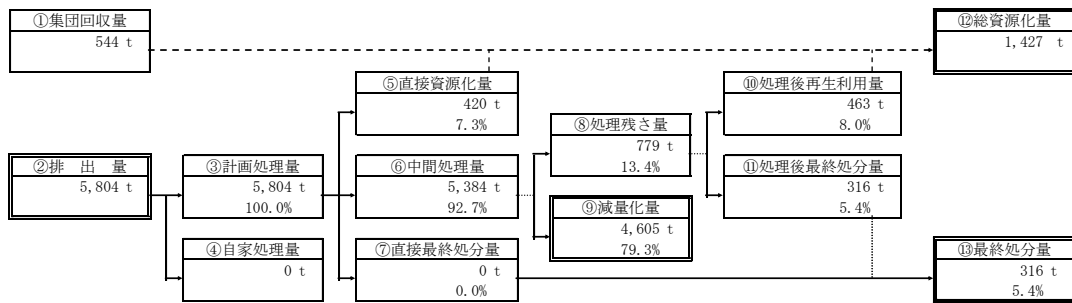 ①集団回収量
544 t
⑫総資源化量
1,427 t
⑤直接資源化量
420 t
7.3%
⑩処理後再生利用量
463 t
8.0%
⑧処理残さ量
779 t
13.4%
②排 出 量
5,804 t
③計画処理量
5,804 t
100.0%
⑥中間処理量
5,384 t
92.7%
⑪処理後最終処分量
316 t
5.4%
⑨減量化量
4,605 t
79.3%
④自家処理量
0 t
⑦直接最終処分量
0 t
0.0%
⑬最終処分量
316 t
5.4%